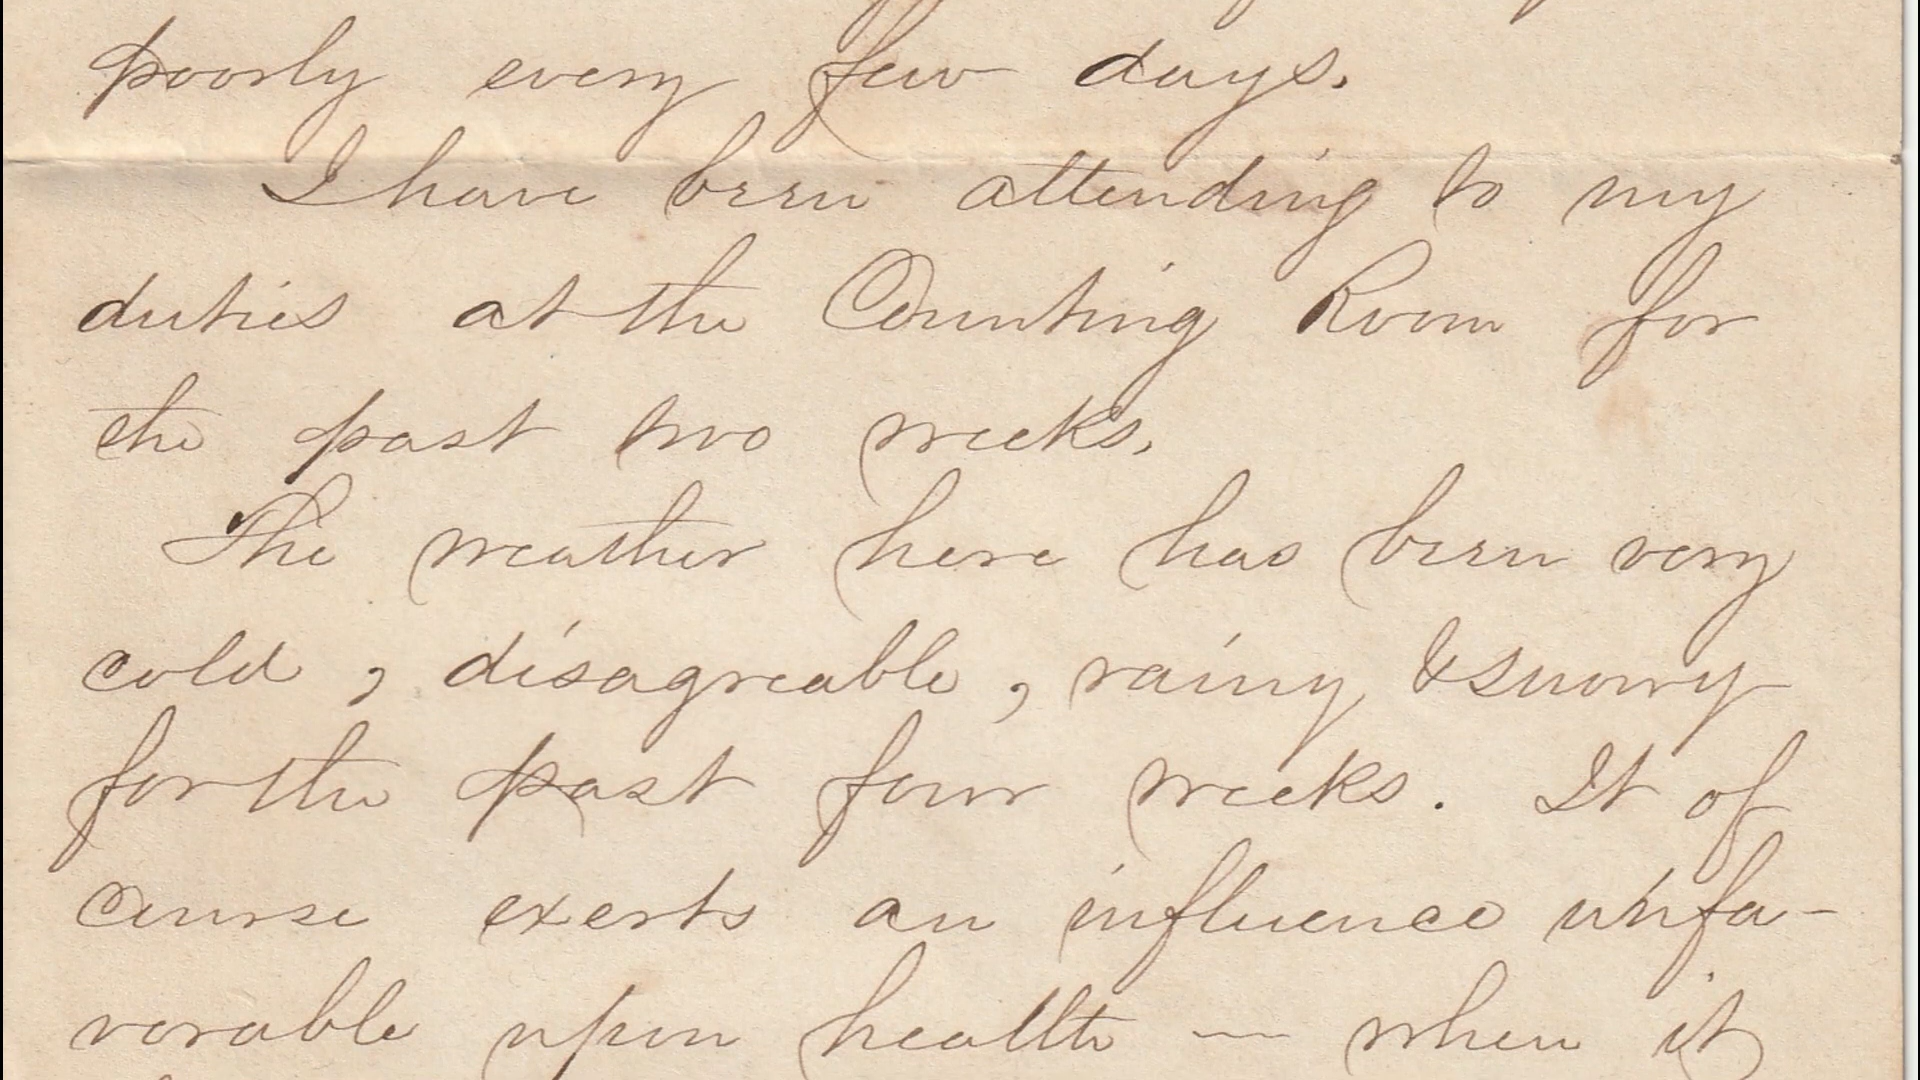 poorly every few days.
I have been attending to my
duties at the Counting Room for
the past two weeks.
The weather here has been very
cold, disagreeable, rainy & snowy
for the past four weeks. It of
course exerts an influence unfa-
vorable upon health — when it